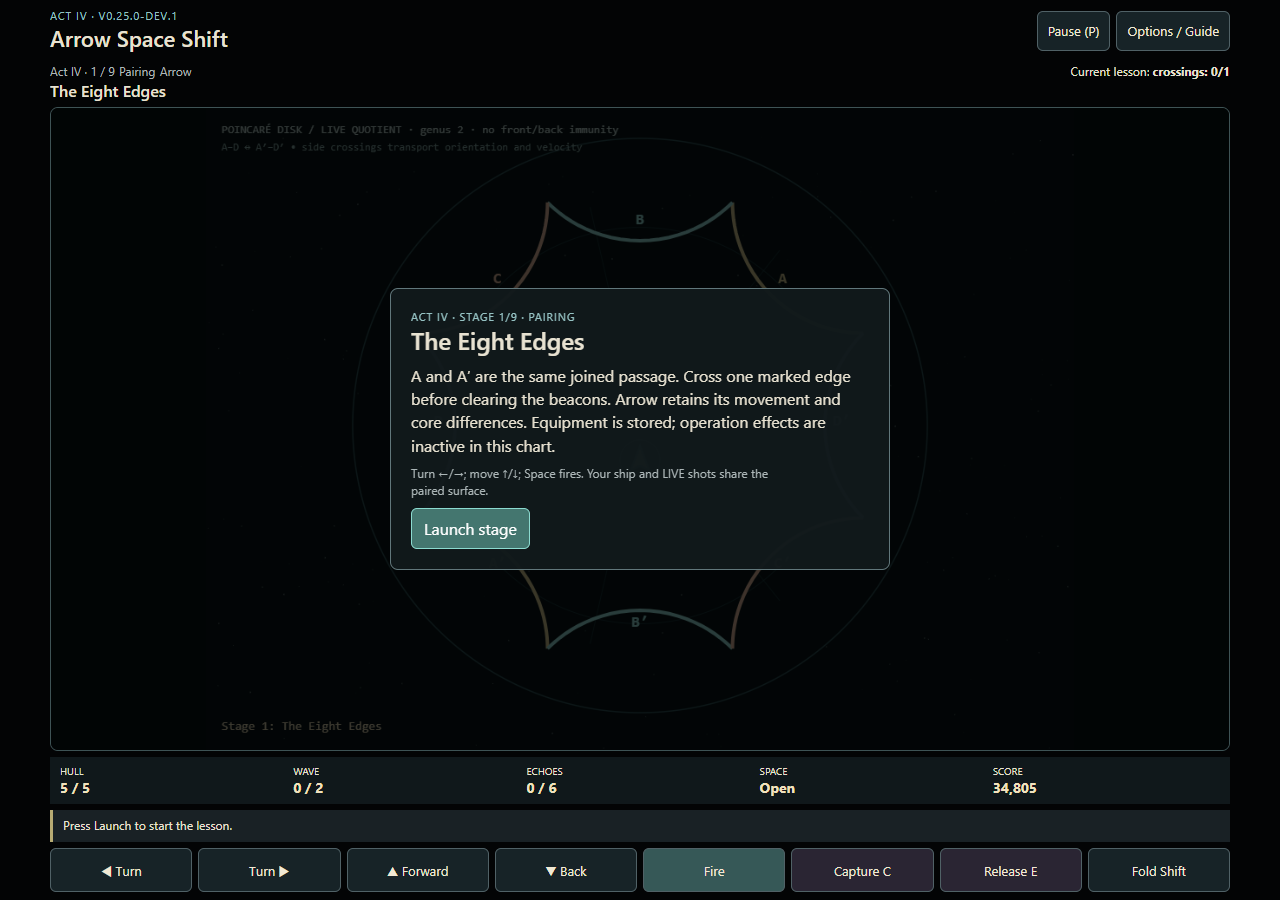 ACT IV · V0.25.0-DEV.1
Arrow Space Shift
Pause (P)
Options / Guide
Act IV · 1 / 9 Pairing Arrow
Current lesson: crossings: 0/1
The Eight Edges
POINCARÉ DISK / LIVE QUOTIENT · genus 2 · no front/back immunity
A–D ↔ A′–D′ • side crossings transport orientation and velocity
B
C
A
ACT IV · STAGE 1/9 · PAIRING
The Eight Edges
A and A′ are the same joined passage. Cross one marked edge
before clearing the beacons. Arrow retains its movement and
core differences. Equipment is stored; operation effects are
inactive in this chart.
Turn ←/→; move ↑/↓; Space fires. Your ship and LIVE shots share the
paired surface.
Launch stage
B′
Stage 1: The Eight Edges
HULL
5 / 5
WAVE
0 / 2
ECHOES
0 / 6
SPACE
Open
SCORE
34,805
Press Launch to start the lesson.
◀ Turn
Turn ▶
▲ Forward
▼ Back
Fire
Capture C
Release E
Fold Shift